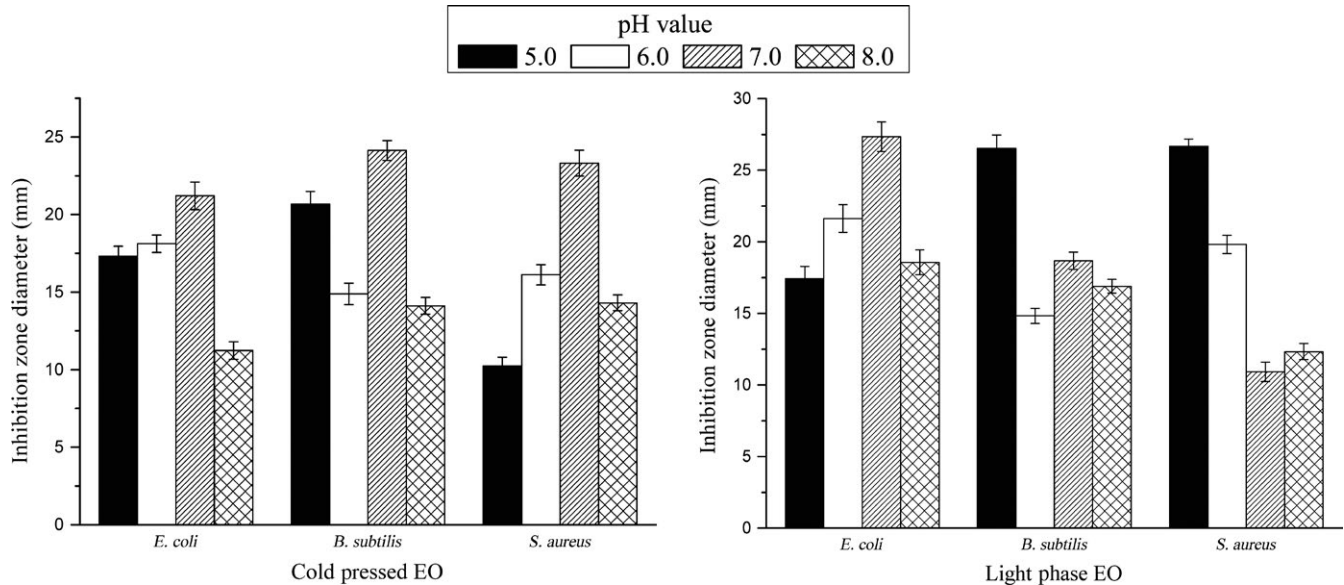 pH value
5.0 6.0 7.0 8.0
Inhibition zone diameter (mm)
25
20
15
10
5
0
E. coli B. subtilis S. aureus
Cold pressed EO
Inhibition zone diameter (mm)
30
25
20
15
10
5
0
E. coli B. subtilis S. aureus
Light phase EO